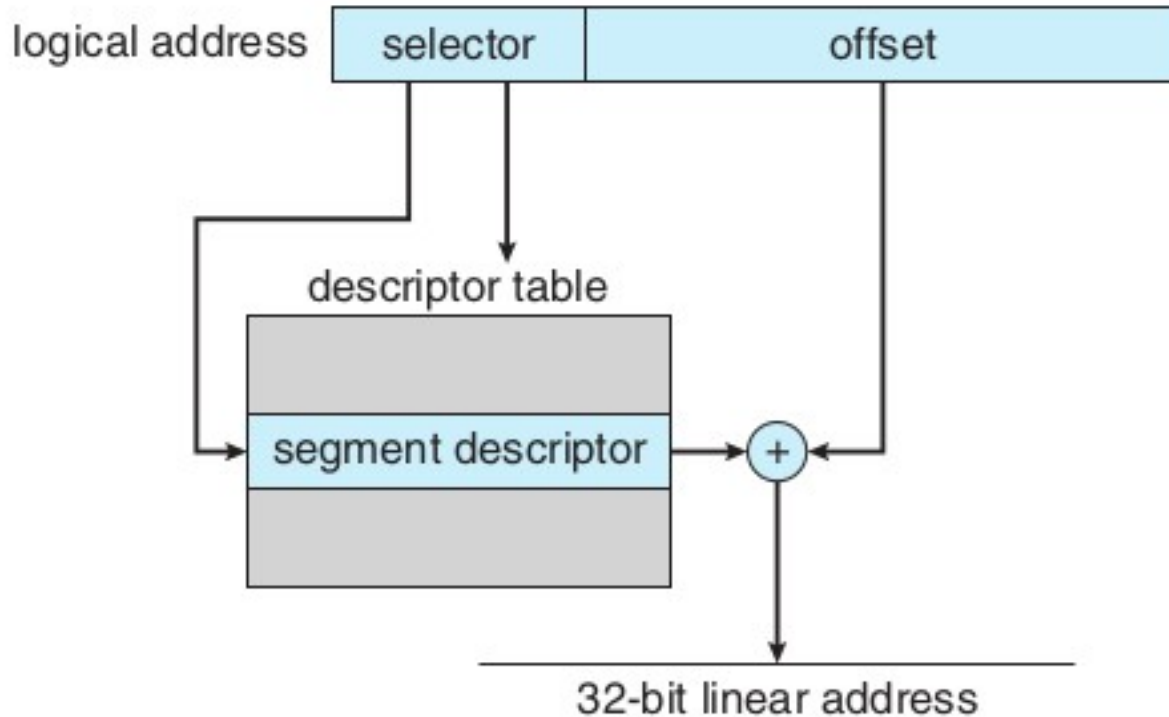 logical address selector offset
descriptor table
segment descriptor +
32-bit linear address